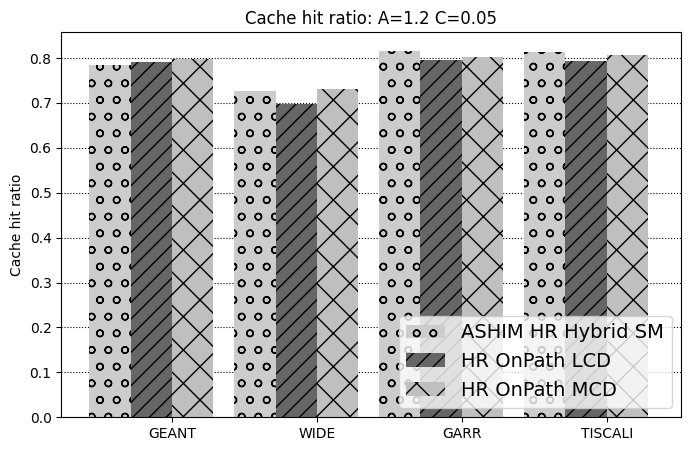 Cache hit ratio: A=1.2 C=0.05
Cache hit ratio
0.8
0.7
0.6
0.5
0.4
0.3
0.2
0.1
0.0
ASHIM HR Hybrid SM
HR OnPath LCD
HR OnPath MCD
GEANT WIDE GARR TISCALI